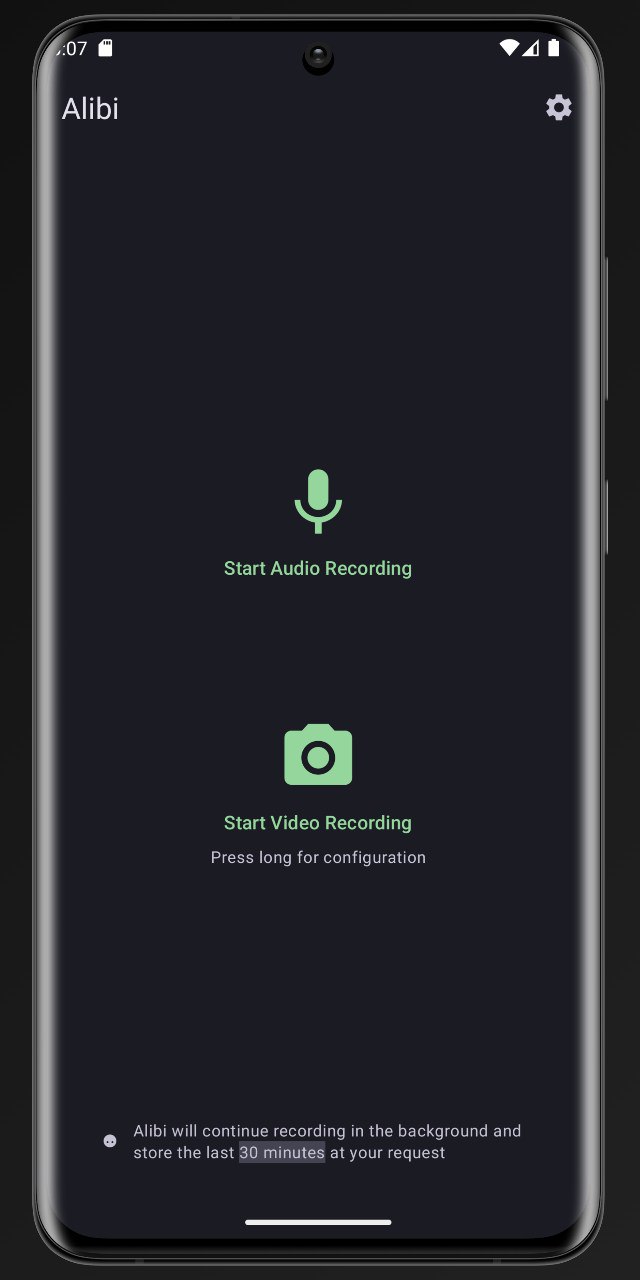 :07
Alibi
Start Audio Recording
Start Video Recording
Press long for configuration
Alibi will continue recording in the background and
store the last 30 minutes at your request